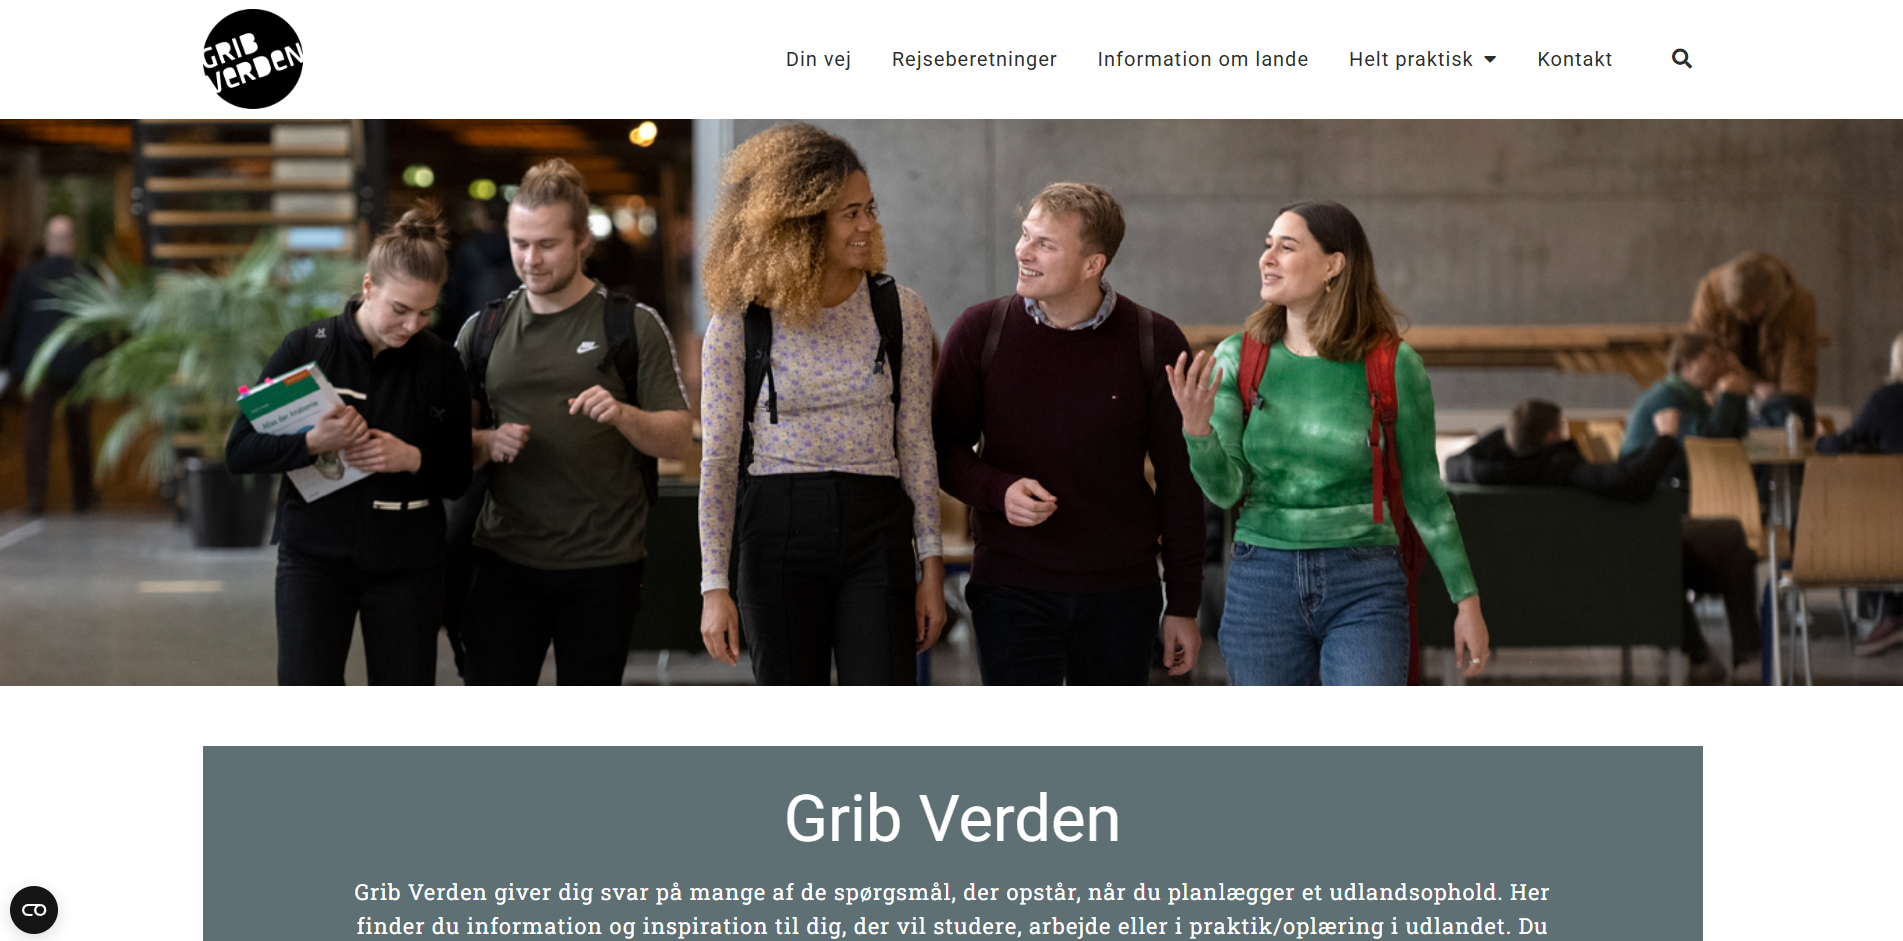 GRIB
VERDEN
Din vej
Rejseberetninger
Information om lande
Helt praktisk
Kontakt
Atlas der Anatomie
Grib Verden
Grib Verden giver dig svar på mange af de spørgsmål, der opstår, når du planlægger et udlandsophold. Her
finder du information og inspiration til dig, der vil studere, arbejde eller i praktik/oplæring i udlandet. Du